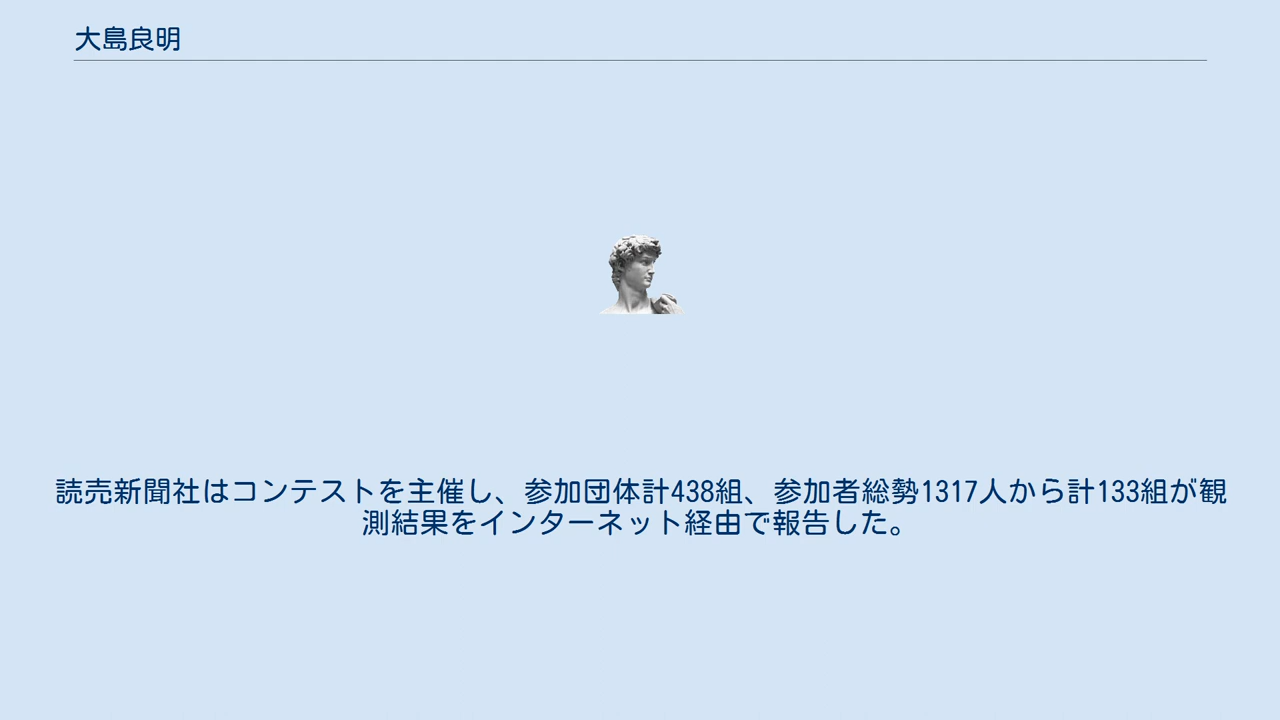 大島良明
読売新聞社はコンテストを主催し、参加団体計438組、参加者総勢1317人から計133組が観
測結果をインターネット経由で報告した。